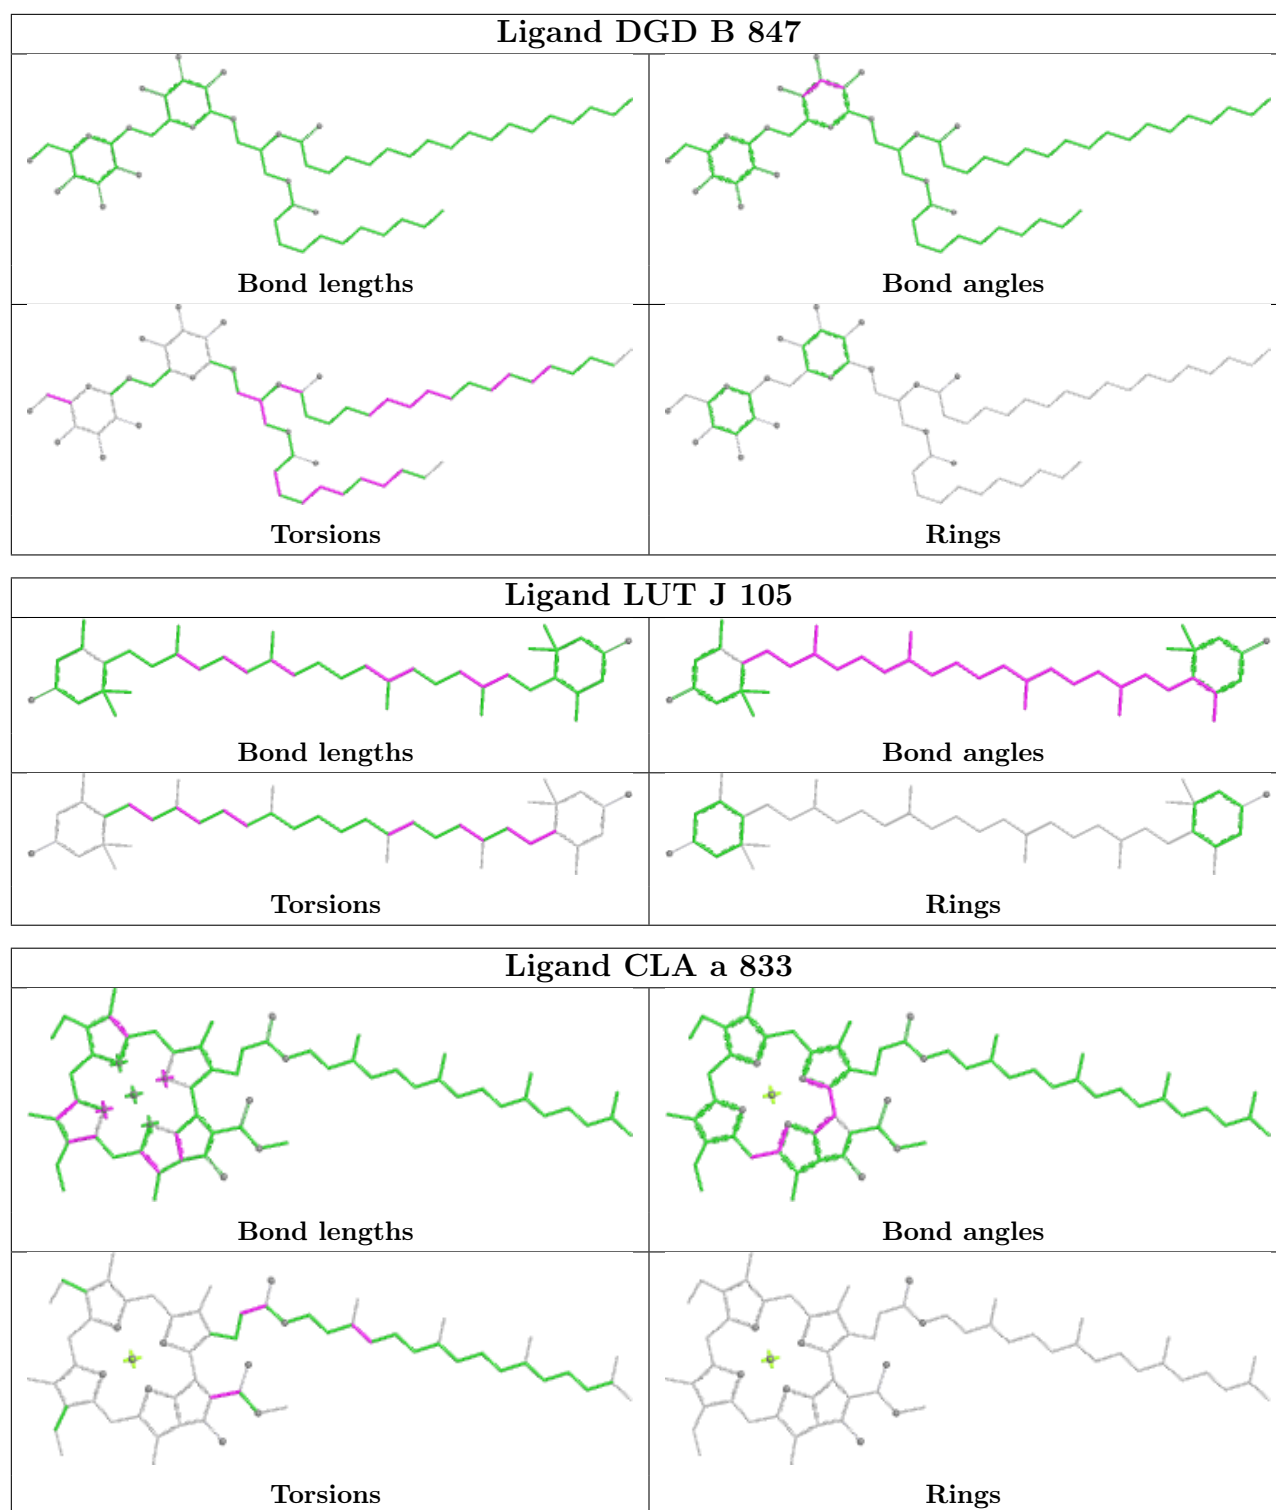 Ligand DGD B 847
Bond lengths
Bond angles
Torsions
Rings
Ligand LUT J 105
Bond lengths
Bond angles
Torsions
Rings
Ligand CLA a 833
Bond lengths
Bond angles
Torsions
Rings